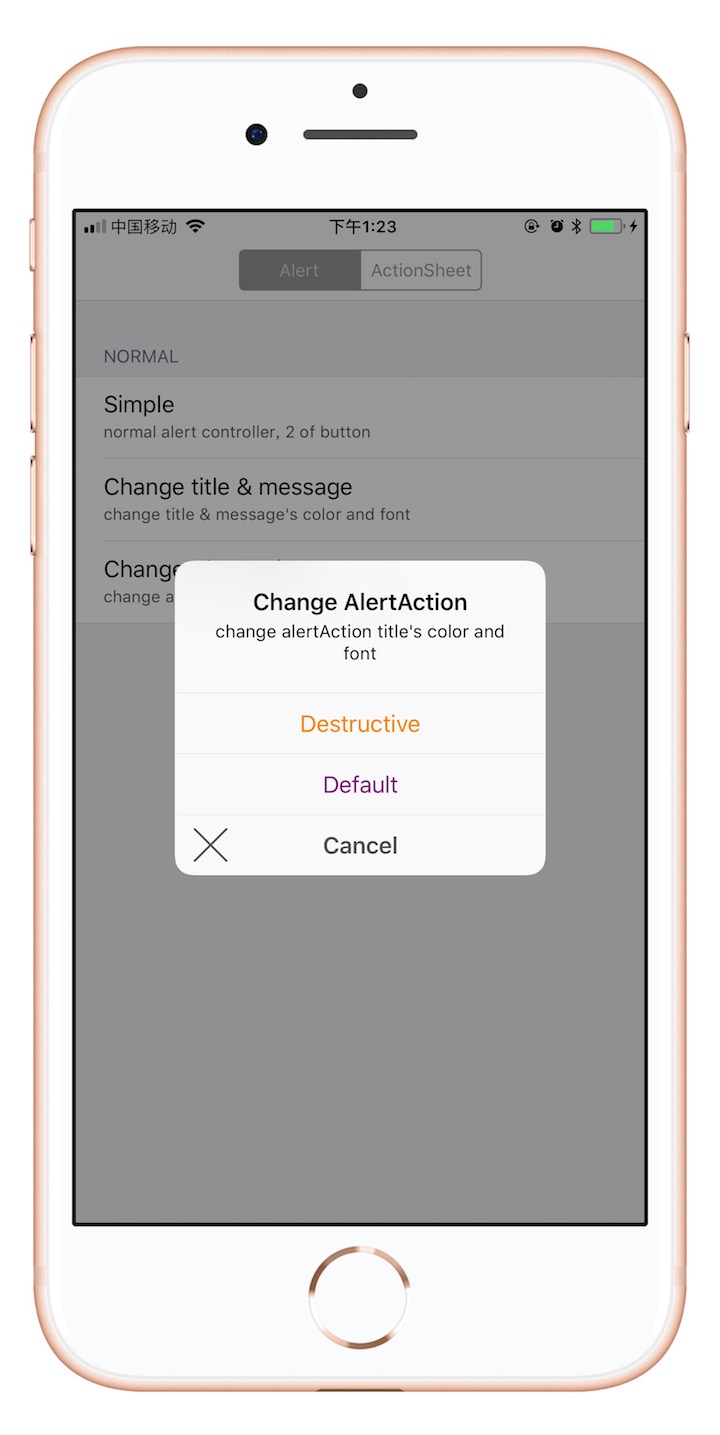 中国移动
下午1:23
Alert
ActionSheet
NORMAL
Simple
normal alert controller, 2 of button
Change title & message
change title & message's color and font
Change
change a
Change AlertAction
change alertAction title's color and
font
Destructive
Default
Cancel